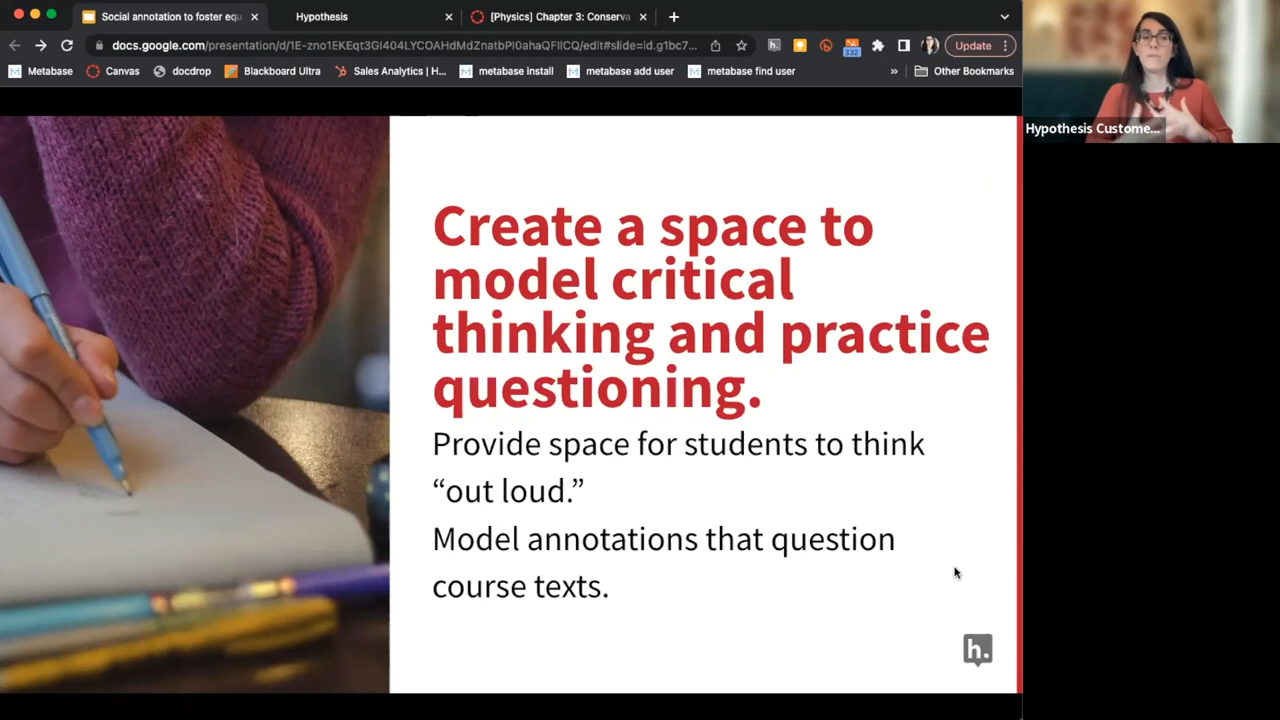 Social annotation to foster equ
Hypothesis
[Physics] Chapter 3: Conserva
docs.google.com/presentation/d/1E-zno1EKEqt3Gl404LYCOAHdMdZnatbPl0ahaQFIlCQ/edit#slide=id.g1bc7...
332
Update
Metabase
Canvas
docdrop
Blackboard Ultra
Sales Analytics | H...
metabase install
metabase add user
metabase find user
»
Other Bookmarks
Hypothesis Custome...
Create a space to
model critical
thinking and practice
questioning.
Provide space for students to think
“out loud.”
Model annotations that question
course texts.
h.